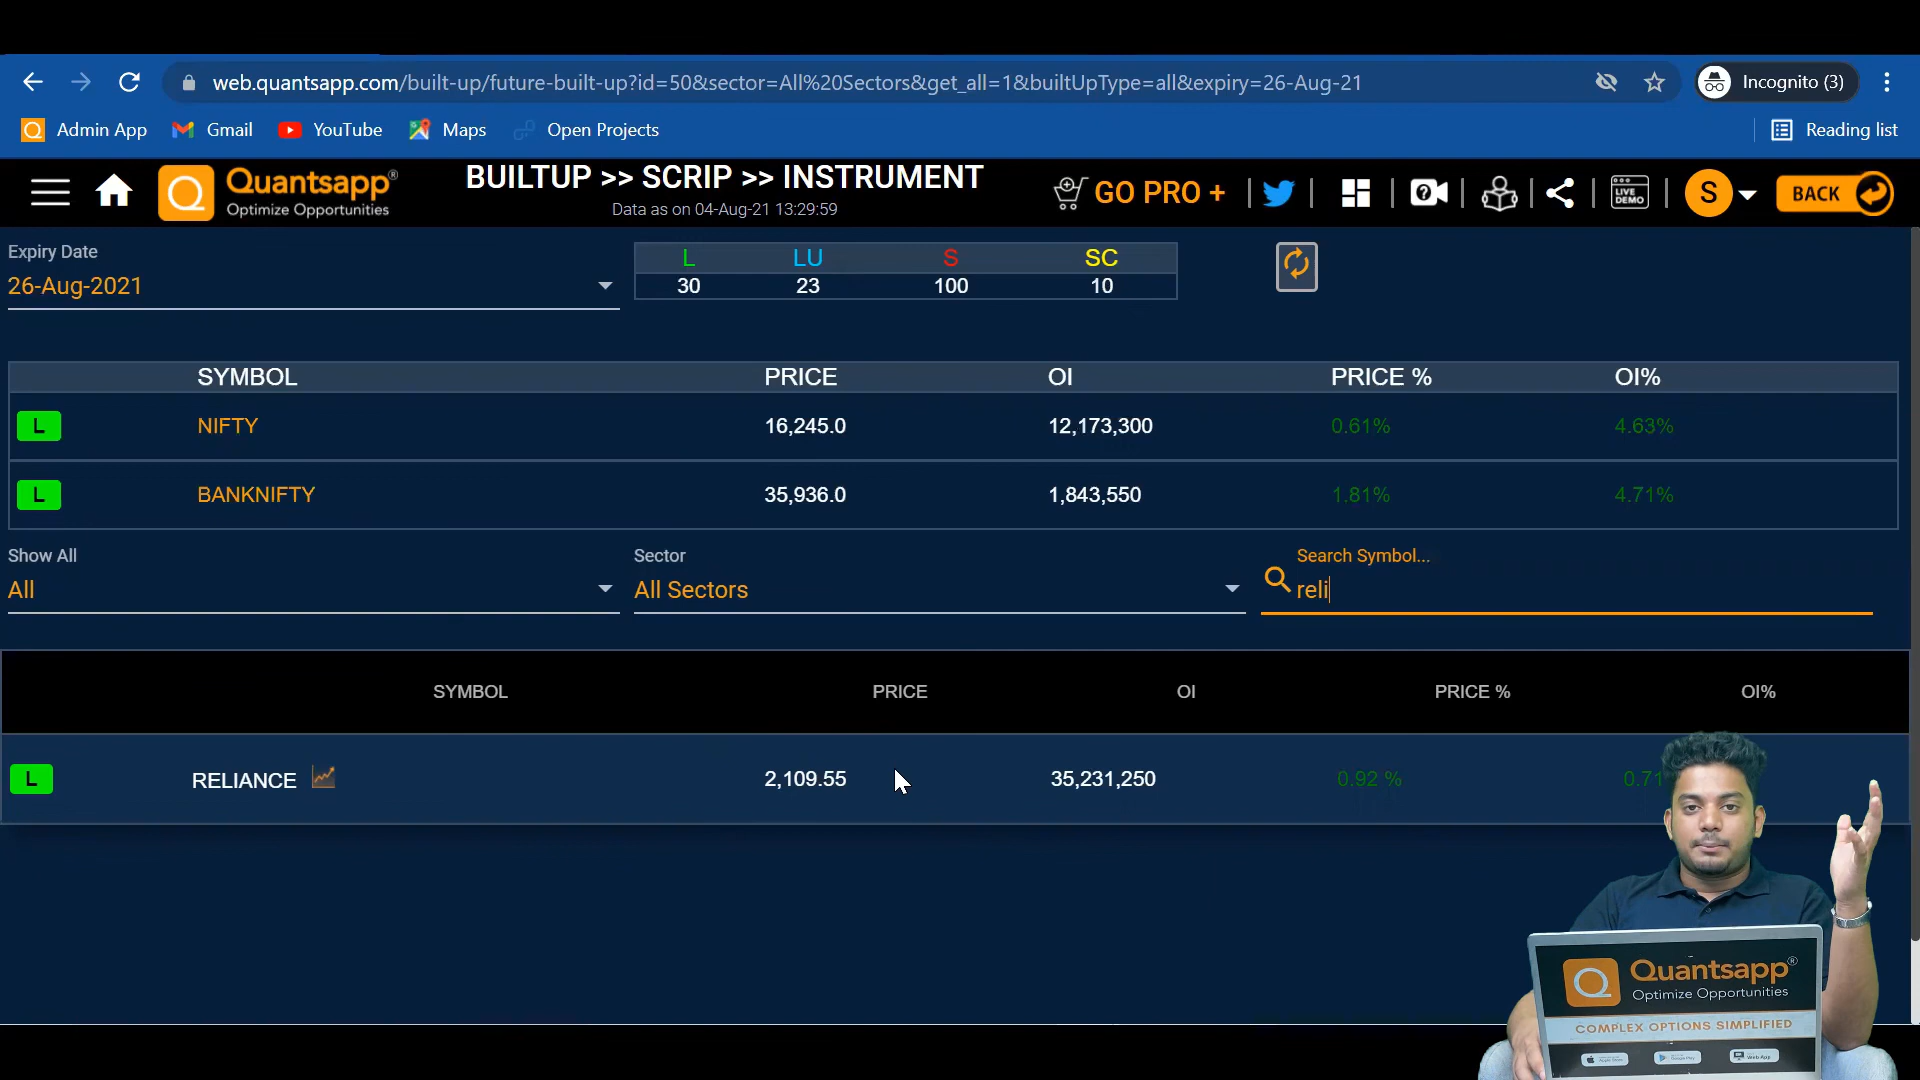 web.quantsapp.com/built-up/future-built-up?id=50&sector=All%20Sectors&get_all=1&builtUpType=all&expiry=26-Aug-21
Incognito (3)
Admin App
Gmail
YouTube
Maps
Open Projects
Reading list
Quantsapp®
Optimize Opportunities
BUILTUP >> SCRIP >> INSTRUMENT
Data as on 04-Aug-21 13:29:59
GO PRO +
LIVE
DEMO
S
BACK
Expiry Date
26-Aug-2021
L LU S SC
30 23 100 10
SYMBOL PRICE OI PRICE % OI%
L NIFTY 16,245.0 12,173,300 0.61% 4.63%
L BANKNIFTY 35,936.0 1,843,550 1.81% 4.71%
Show All
All
Sector
All Sectors
Search Symbol...
reli
SYMBOL PRICE OI PRICE % OI%
L RELIANCE 2,109.55 35,231,250 0.92 % 0.71
Quantsapp®
Optimize Opportunities
COMPLEX OPTIONS SIMPLIFIED
Web App